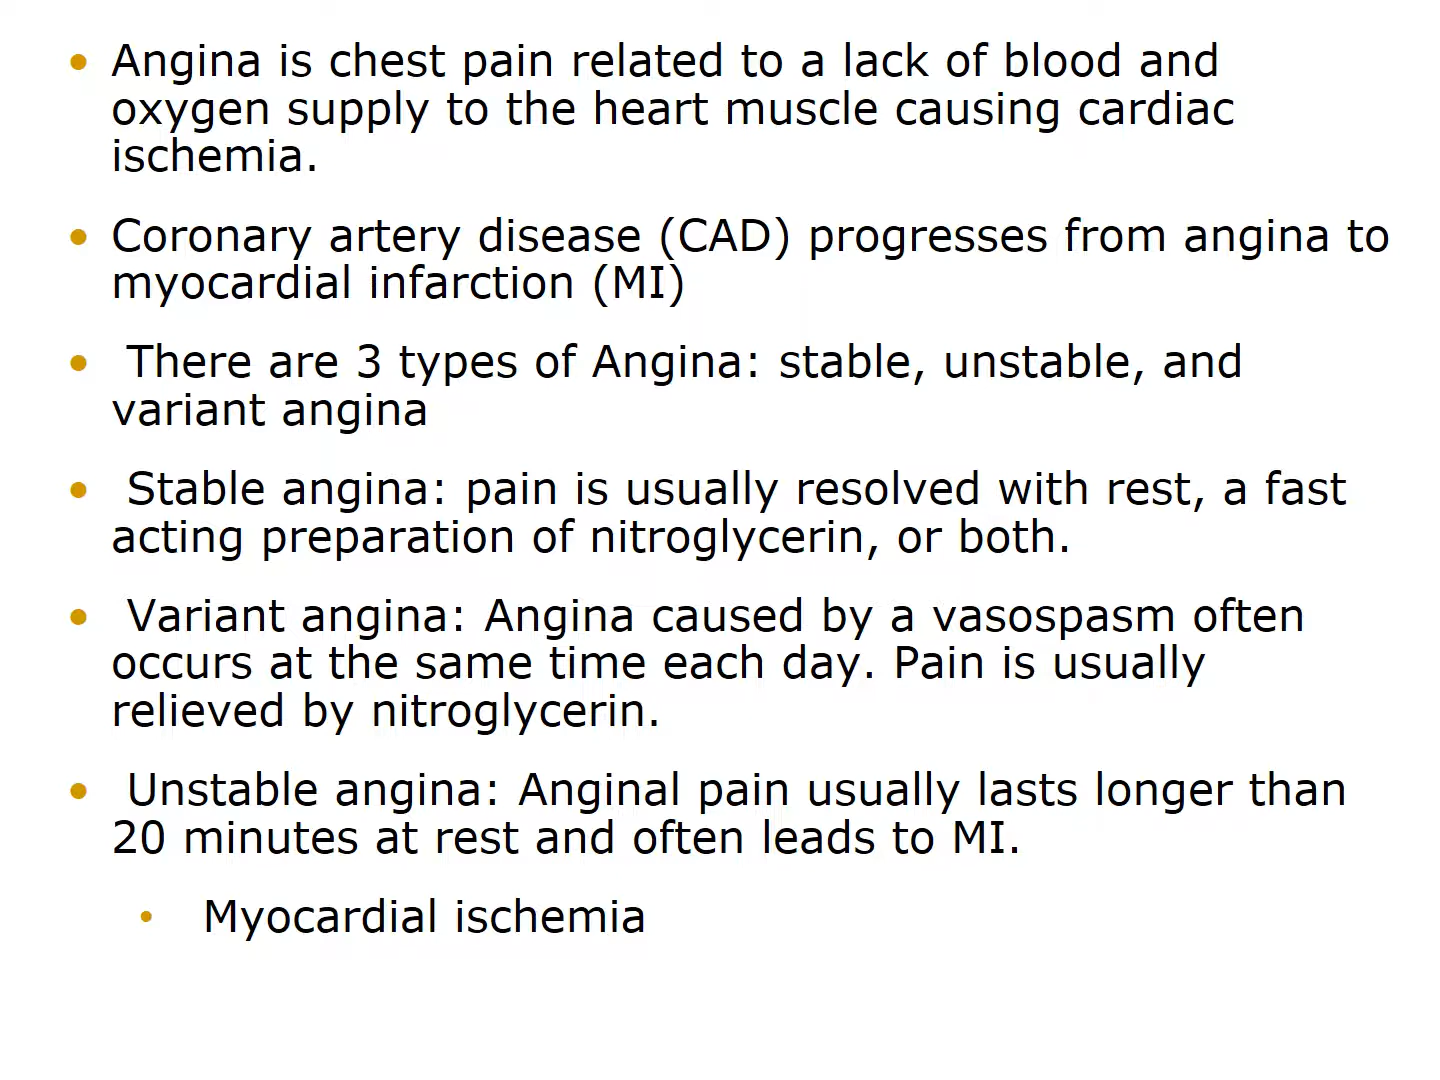 • Angina is chest pain related to a lack of blood and
oxygen supply to the heart muscle causing cardiac
ischemia.
• Coronary artery disease (CAD) progresses from angina to
myocardial infarction (MI)
• There are 3 types of Angina: stable, unstable, and
variant angina
• Stable angina: pain is usually resolved with rest, a fast
acting preparation of nitroglycerin, or both.
• Variant angina: Angina caused by a vasospasm often
occurs at the same time each day. Pain is usually
relieved by nitroglycerin.
• Unstable angina: Anginal pain usually lasts longer than
20 minutes at rest and often leads to MI.
• Myocardial ischemia